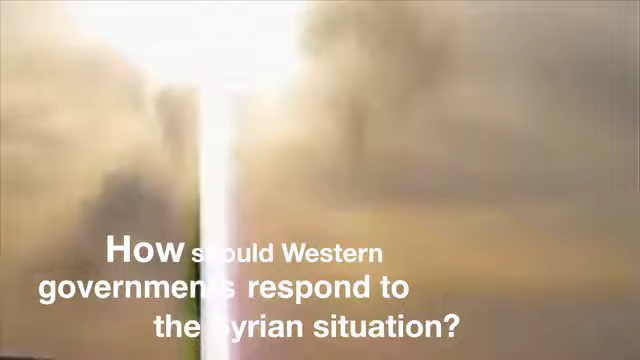 How should Western
governments respond to
the Syrian situation?